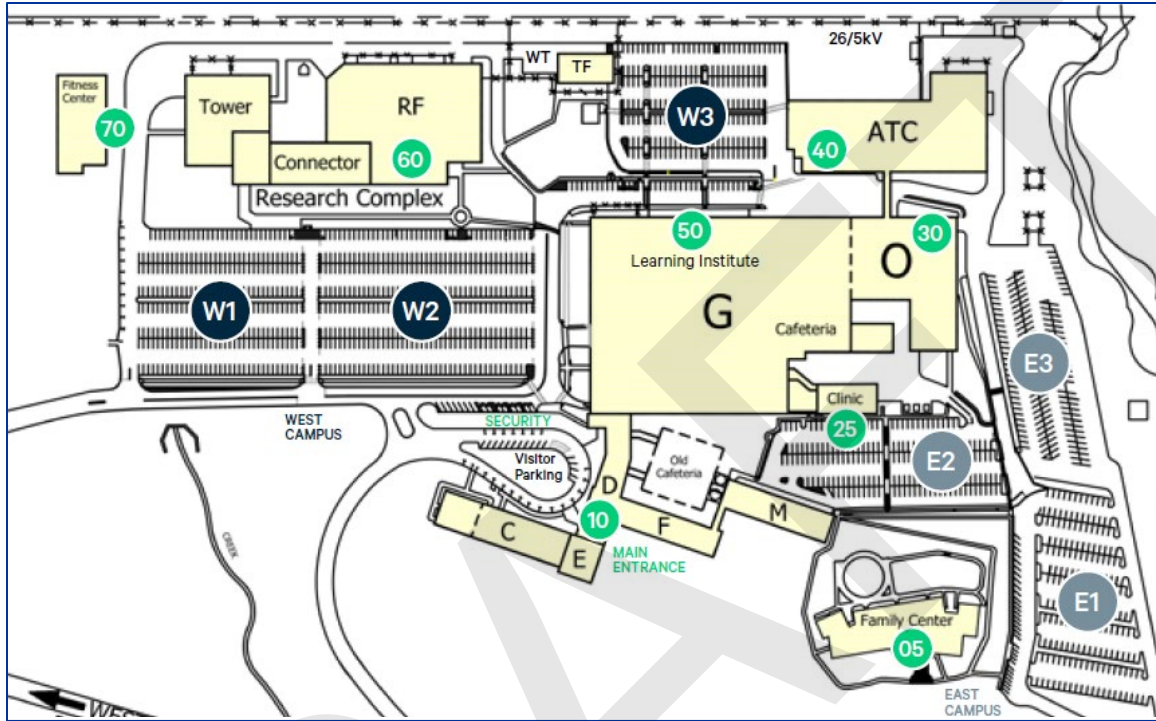 26/5kV
WT
TF
Fitness
Center
70
Tower
RF
60
Connector
Research Complex
W3
ATC
40
50
Learning Institute
30
O
G
Cafeteria
W1
W2
E3
Clinic
25
E2
WEST
CAMPUS
SECURITY
Visitor
Parking
Old
Cafeteria
D
10
F
M
C
E
MAIN
ENTRANCE
CREEK
E1
Family Center
05
EAST
CAMPUS